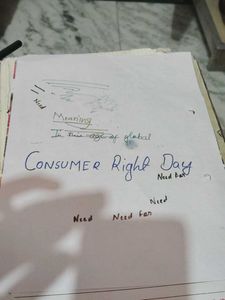 Need
Meaning
In this age of global
CONSUMER Right Day
Need for
Need
Need Need for